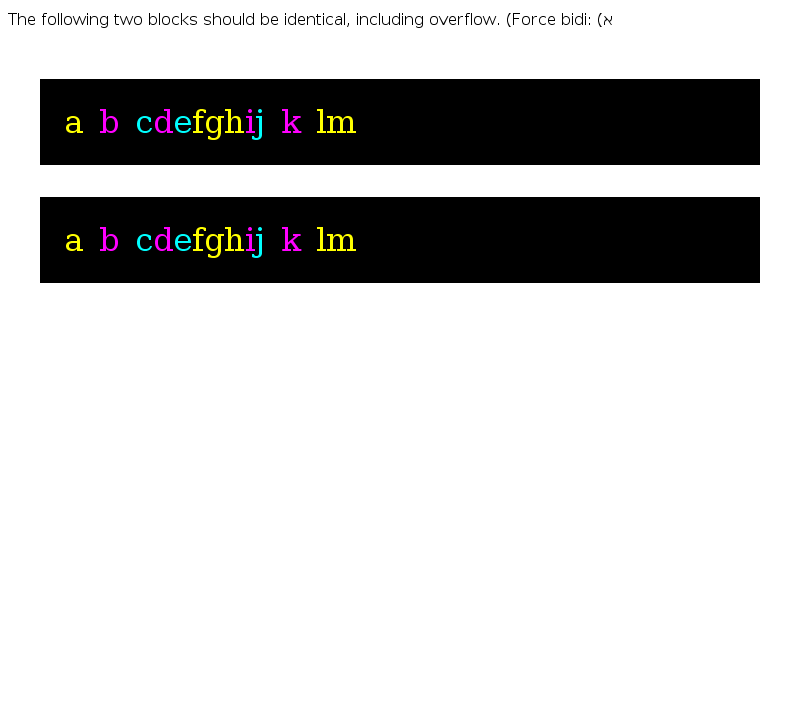 The following two blocks should be identical, including overflow. (Force bidi: (א
a b cdefghij k lm
a b cdefghij k lm